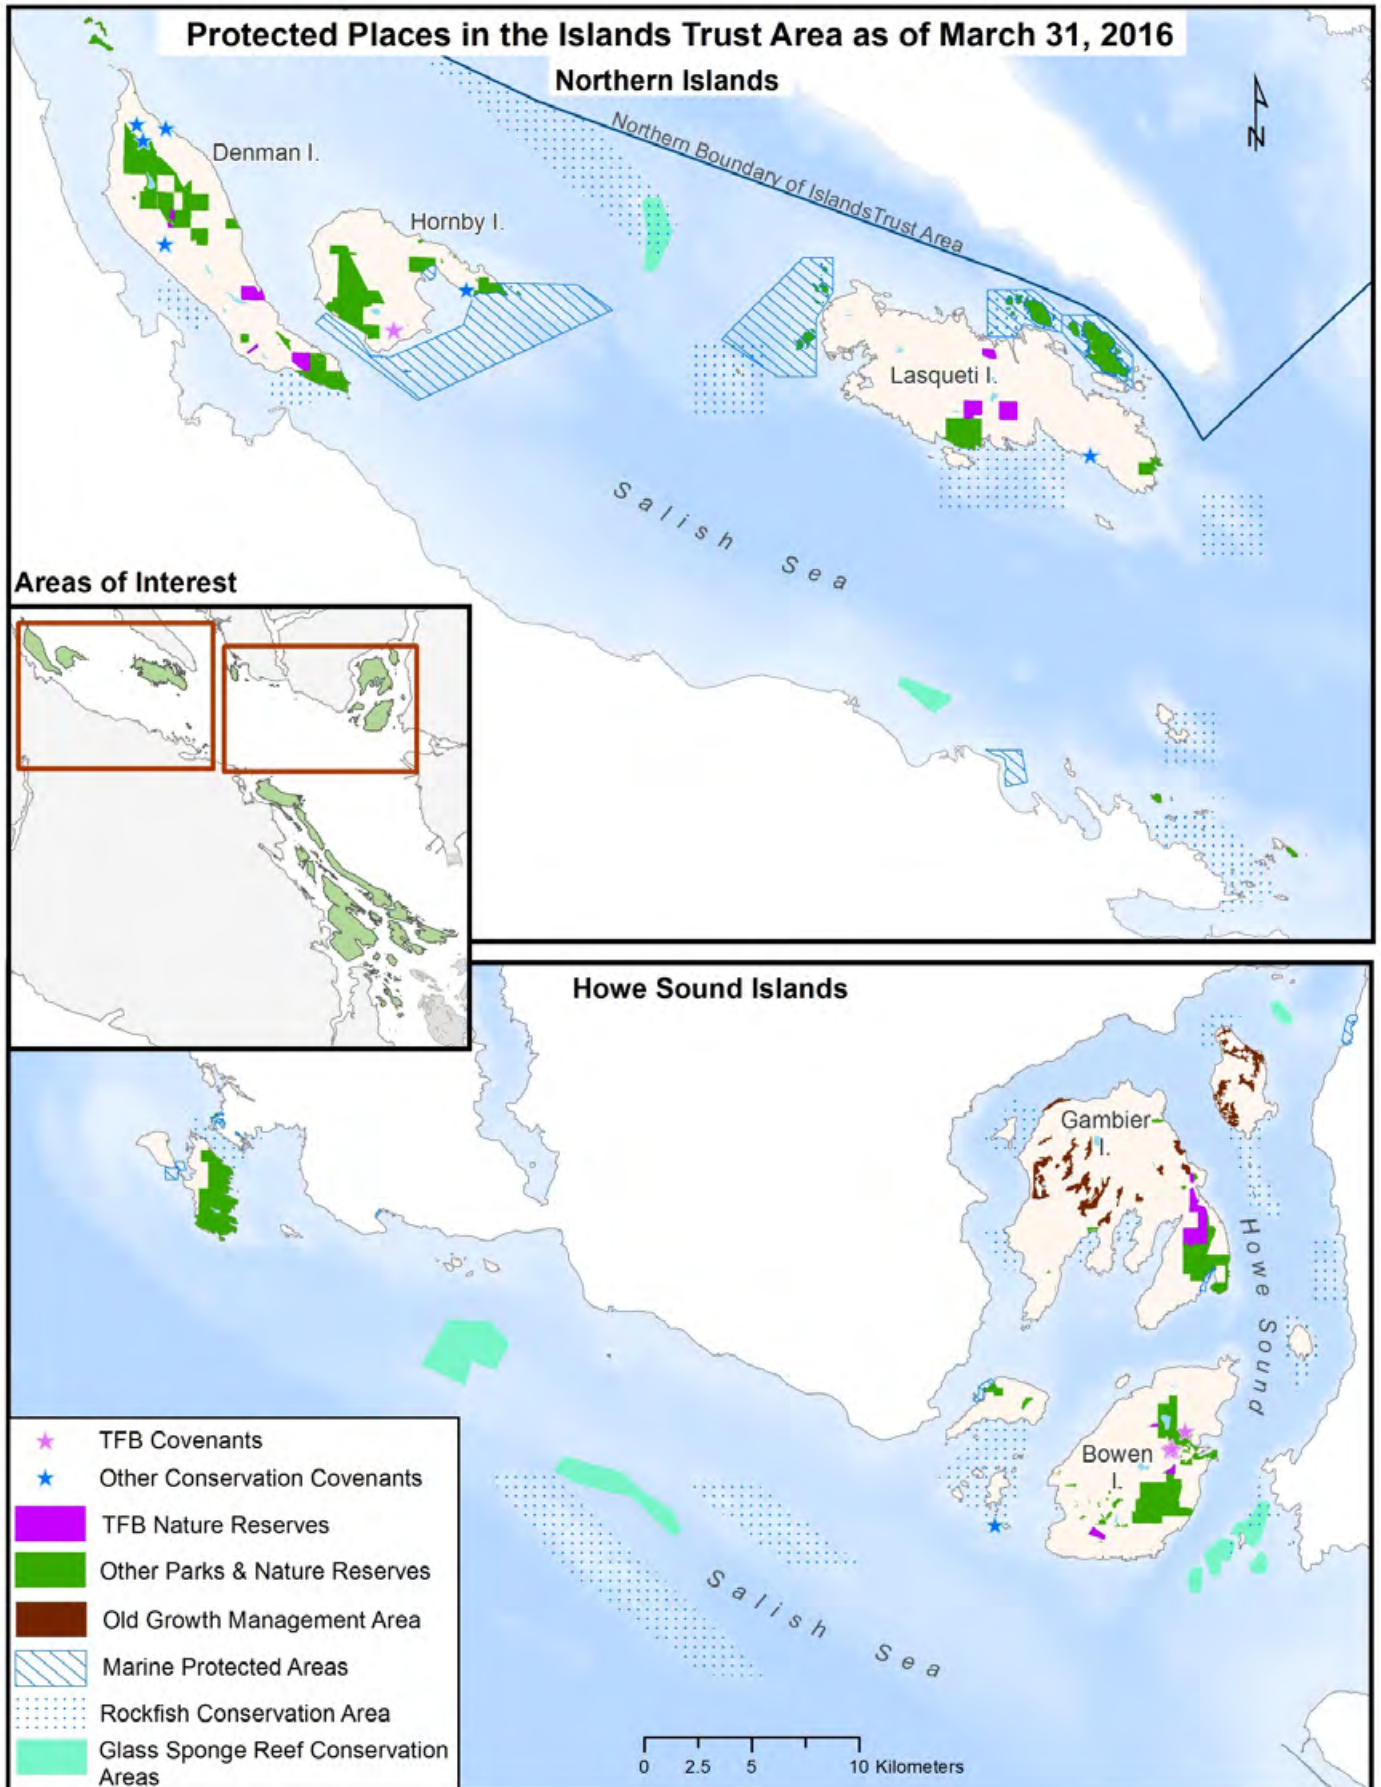 Protected Places in the Islands Trust Area as of March 31, 2016
Northern Islands
N
Northern Boundary of IslandsTrust Area
Denman I.
Hornby I.
Lasqueti I.
Salish Sea
Areas of Interest
Howe Sound Islands
Gambier
I.
Howe Sound
Bowen
I.
Salish Sea
TFB Covenants
Other Conservation Covenants
TFB Nature Reserves
Other Parks & Nature Reserves
Old Growth Management Area
Marine Protected Areas
Rockfish Conservation Area
Glass Sponge Reef Conservation
Areas
0 2.5 5 10 Kilometers